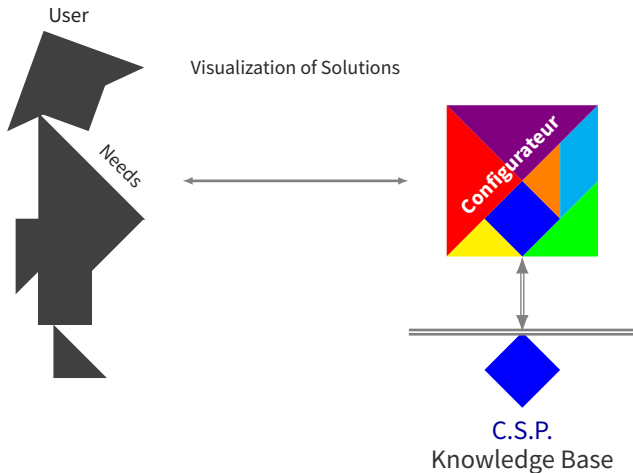 User
Visualization of Solutions
Needs
Configurateur
C.S.P.
Knowledge Base